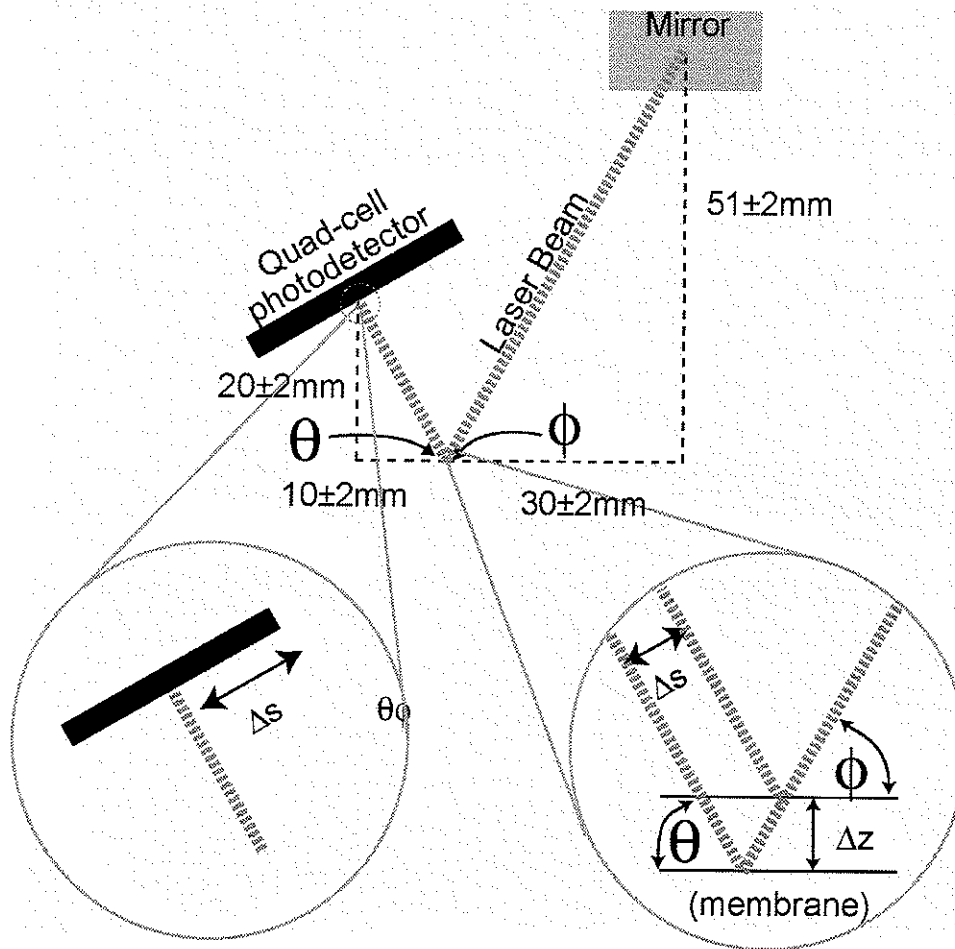 Mirror
51±2mm
Quad-cell
photodetector
Laser Beam
20±2mm
θ
ϕ
10±2mm
30±2mm
Δs
θϕ
Δs
ϕ
θ
Δz
(membrane)